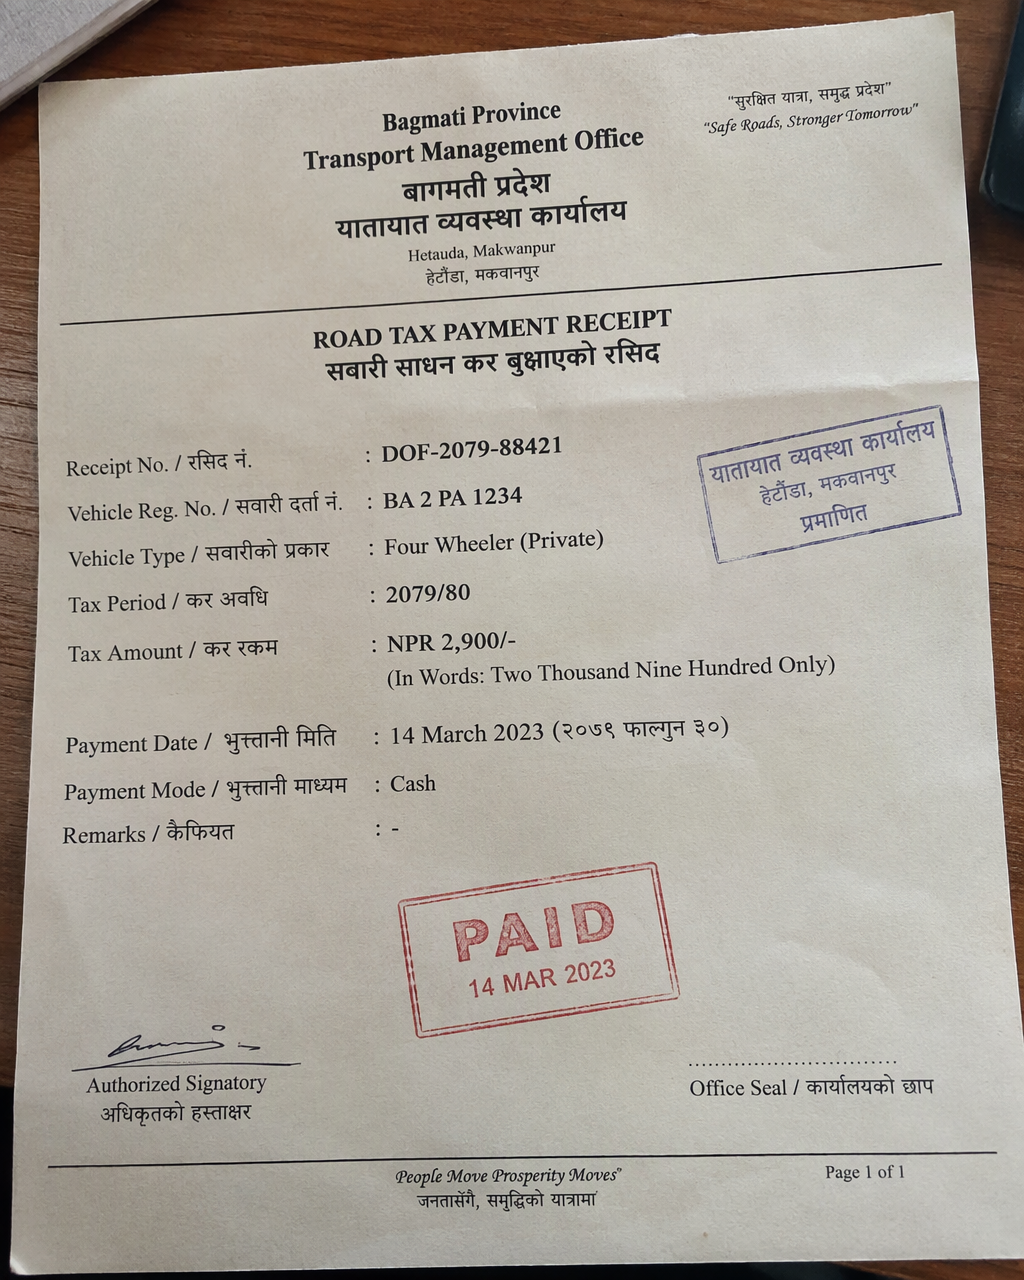 "सुरक्षित यात्रा, समृद्ध प्रदेश"
"Safe Roads, Stronger Tomorrow"
Bagmati Province
Transport Management Office
बागमती प्रदेश
यातायात व्यवस्था कार्यालय
Hetauda, Makwanpur
हेटौंडा, मकवानपुर
ROAD TAX PAYMENT RECEIPT
सबारी साधन कर बुक्षाएको रसिद
यातायात व्यवस्था कार्यालय
हेटौंडा, मकवानपुर
प्रमाणित
Receipt No. / रसिद नं. : DOF-2079-88421
Vehicle Reg. No. / सवारी दर्ता नं. : BA 2 PA 1234
Vehicle Type / सवारीको प्रकार : Four Wheeler (Private)
Tax Period / कर अवधि : 2079/80
Tax Amount / कर रकम : NPR 2,900/-
(In Words: Two Thousand Nine Hundred Only)
Payment Date / भुत्तानी मिति : 14 March 2023 (२०७९ फाल्गुन ३०)
Payment Mode / भुत्तानी माध्यम : Cash
Remarks / कैफियत : -
PAID
14 MAR 2023
Authorized Signatory
अधिकृतको हस्ताक्षर
Office Seal / कार्यालयको छाप
People Move Prosperity Moves"
जनतासँगै, समृद्धिको यात्रामा
Page 1 of 1